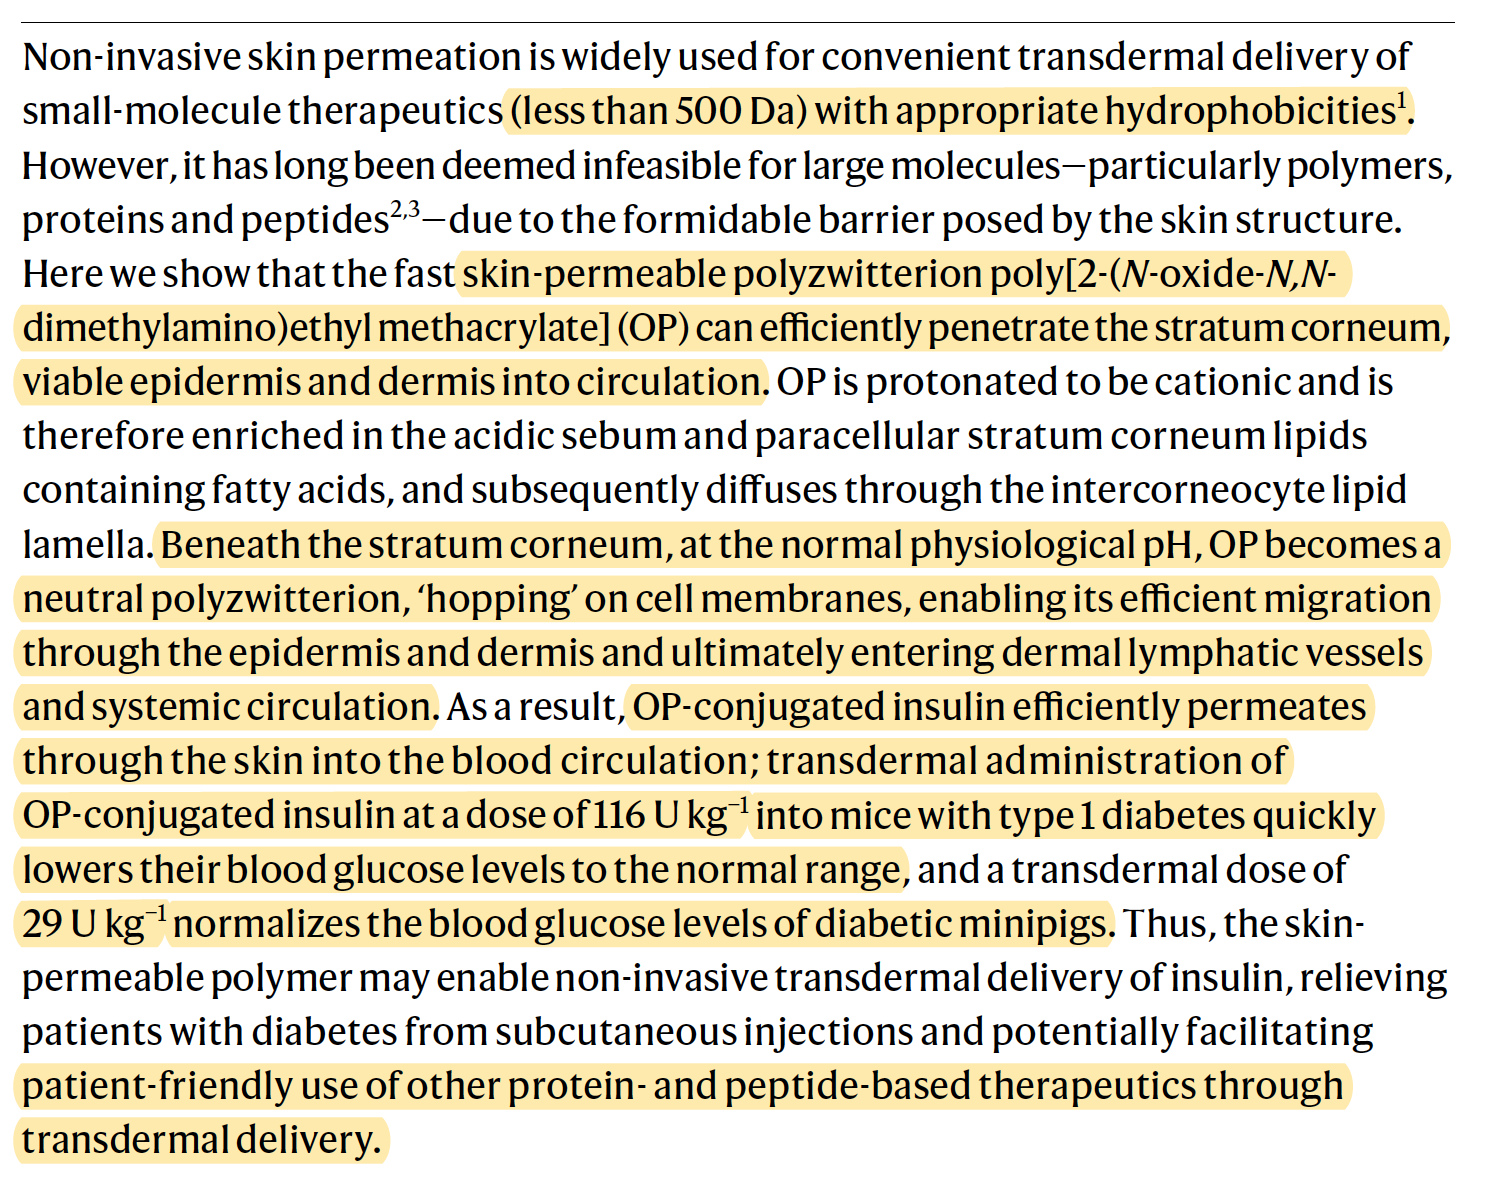 Non-invasive skin permeation is widely used for convenient transdermal delivery of
small-molecule therapeutics (less than 500 Da) with appropriate hydrophobicities¹.
However, it has long been deemed infeasible for large molecules—particularly polymers,
proteins and peptides²,³—due to the formidable barrier posed by the skin structure.
Here we show that the fast skin-permeable polyzwitterion poly[2-(N-oxide-N,N-
dimethylamino)ethyl methacrylate] (OP) can efficiently penetrate the stratum corneum,
viable epidermis and dermis into circulation. OP is protonated to be cationic and is
therefore enriched in the acidic sebum and paracellular stratum corneum lipids
containing fatty acids, and subsequently diffuses through the intercorneocyte lipid
lamella. Beneath the stratum corneum, at the normal physiological pH, OP becomes a
neutral polyzwitterion, ‘hopping’ on cell membranes, enabling its efficient migration
through the epidermis and dermis and ultimately entering dermal lymphatic vessels
and systemic circulation. As a result, OP-conjugated insulin efficiently permeates
through the skin into the blood circulation; transdermal administration of
OP-conjugated insulin at a dose of 116 U kg⁻¹ into mice with type 1 diabetes quickly
lowers their blood glucose levels to the normal range, and a transdermal dose of
29 U kg⁻¹ normalizes the blood glucose levels of diabetic minipigs. Thus, the skin-
permeable polymer may enable non-invasive transdermal delivery of insulin, relieving
patients with diabetes from subcutaneous injections and potentially facilitating
patient-friendly use of other protein- and peptide-based therapeutics through
transdermal delivery.